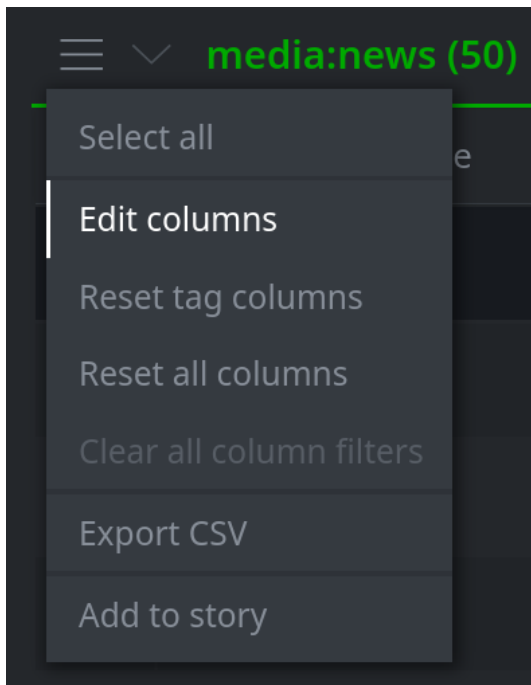 media:news (50)
Select all
e
Edit columns
Reset tag columns
Reset all columns
Clear all column filters
Export CSV
Add to story